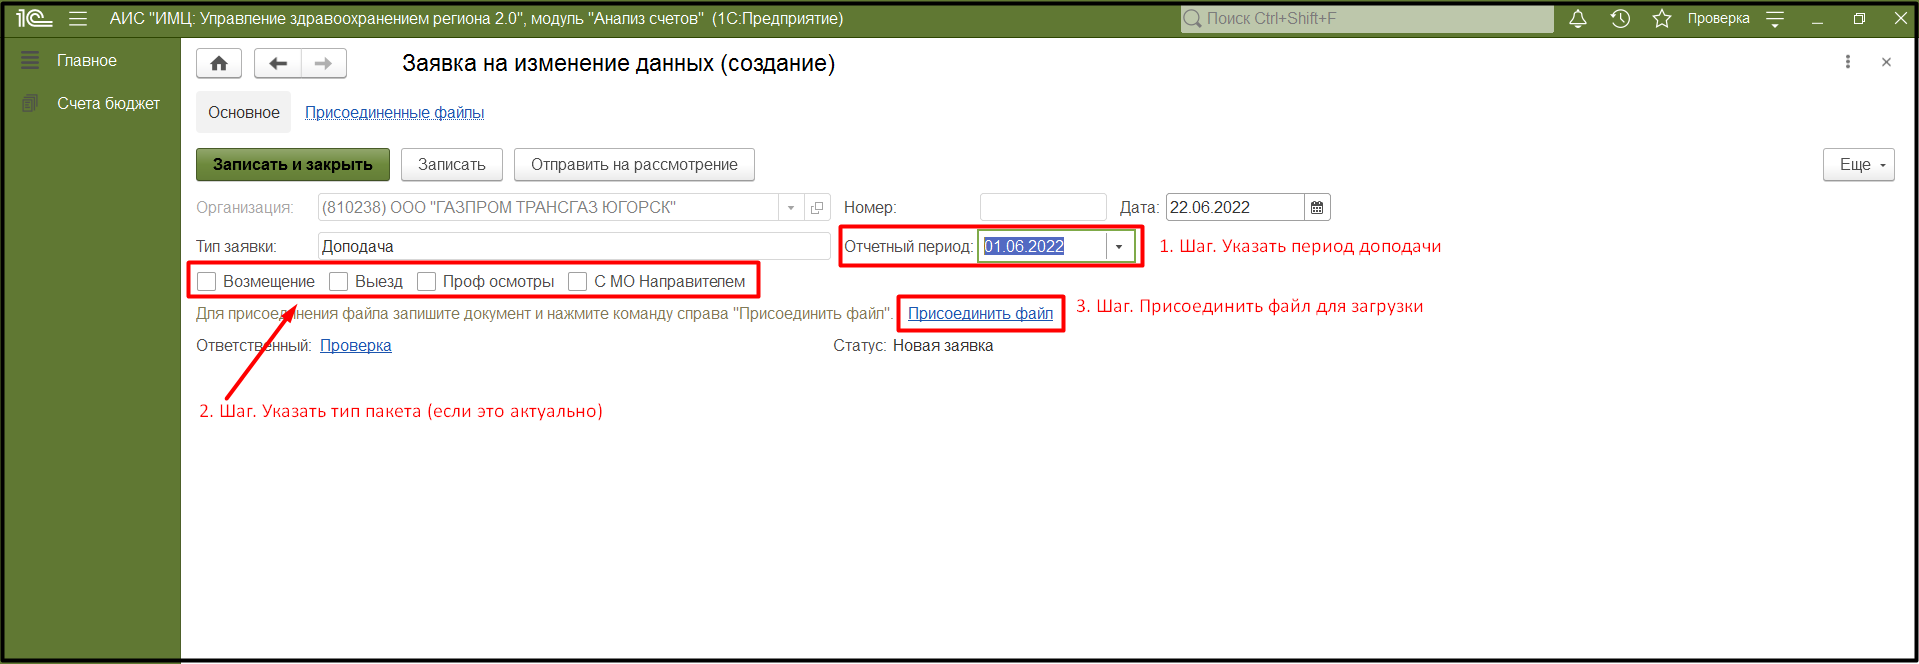 1С АИС "ИМЦ: Управление здравоохранением региона 2.0", модуль "Анализ счетов" (1С:Предприятие) Поиск Ctrl+Shift+F Проверка
Главное
Счета бюджет
Заявка на изменение данных (создание)
Основное Присоединенные файлы
Записать и закрыть Записать Отправить на рассмотрение Еще
Организация: (810238) ООО "ГАЗПРОМ ТРАНСГАЗ ЮГОРСК" Номер: Дата: 22.06.2022
Тип заявки: Доподача Отчетный период: 01.06.2022 1. Шаг. Указать период доподачи
Возмещение Выезд Проф осмотры С МО Направителем
Для присоединения файла запишите документ и нажмите команду справа "Присоединить файл". Присоединить файл 3. Шаг. Присоединить файл для загрузки
Ответственный: Проверка Статус: Новая заявка
2. Шаг. Указать тип пакета (если это актуально)